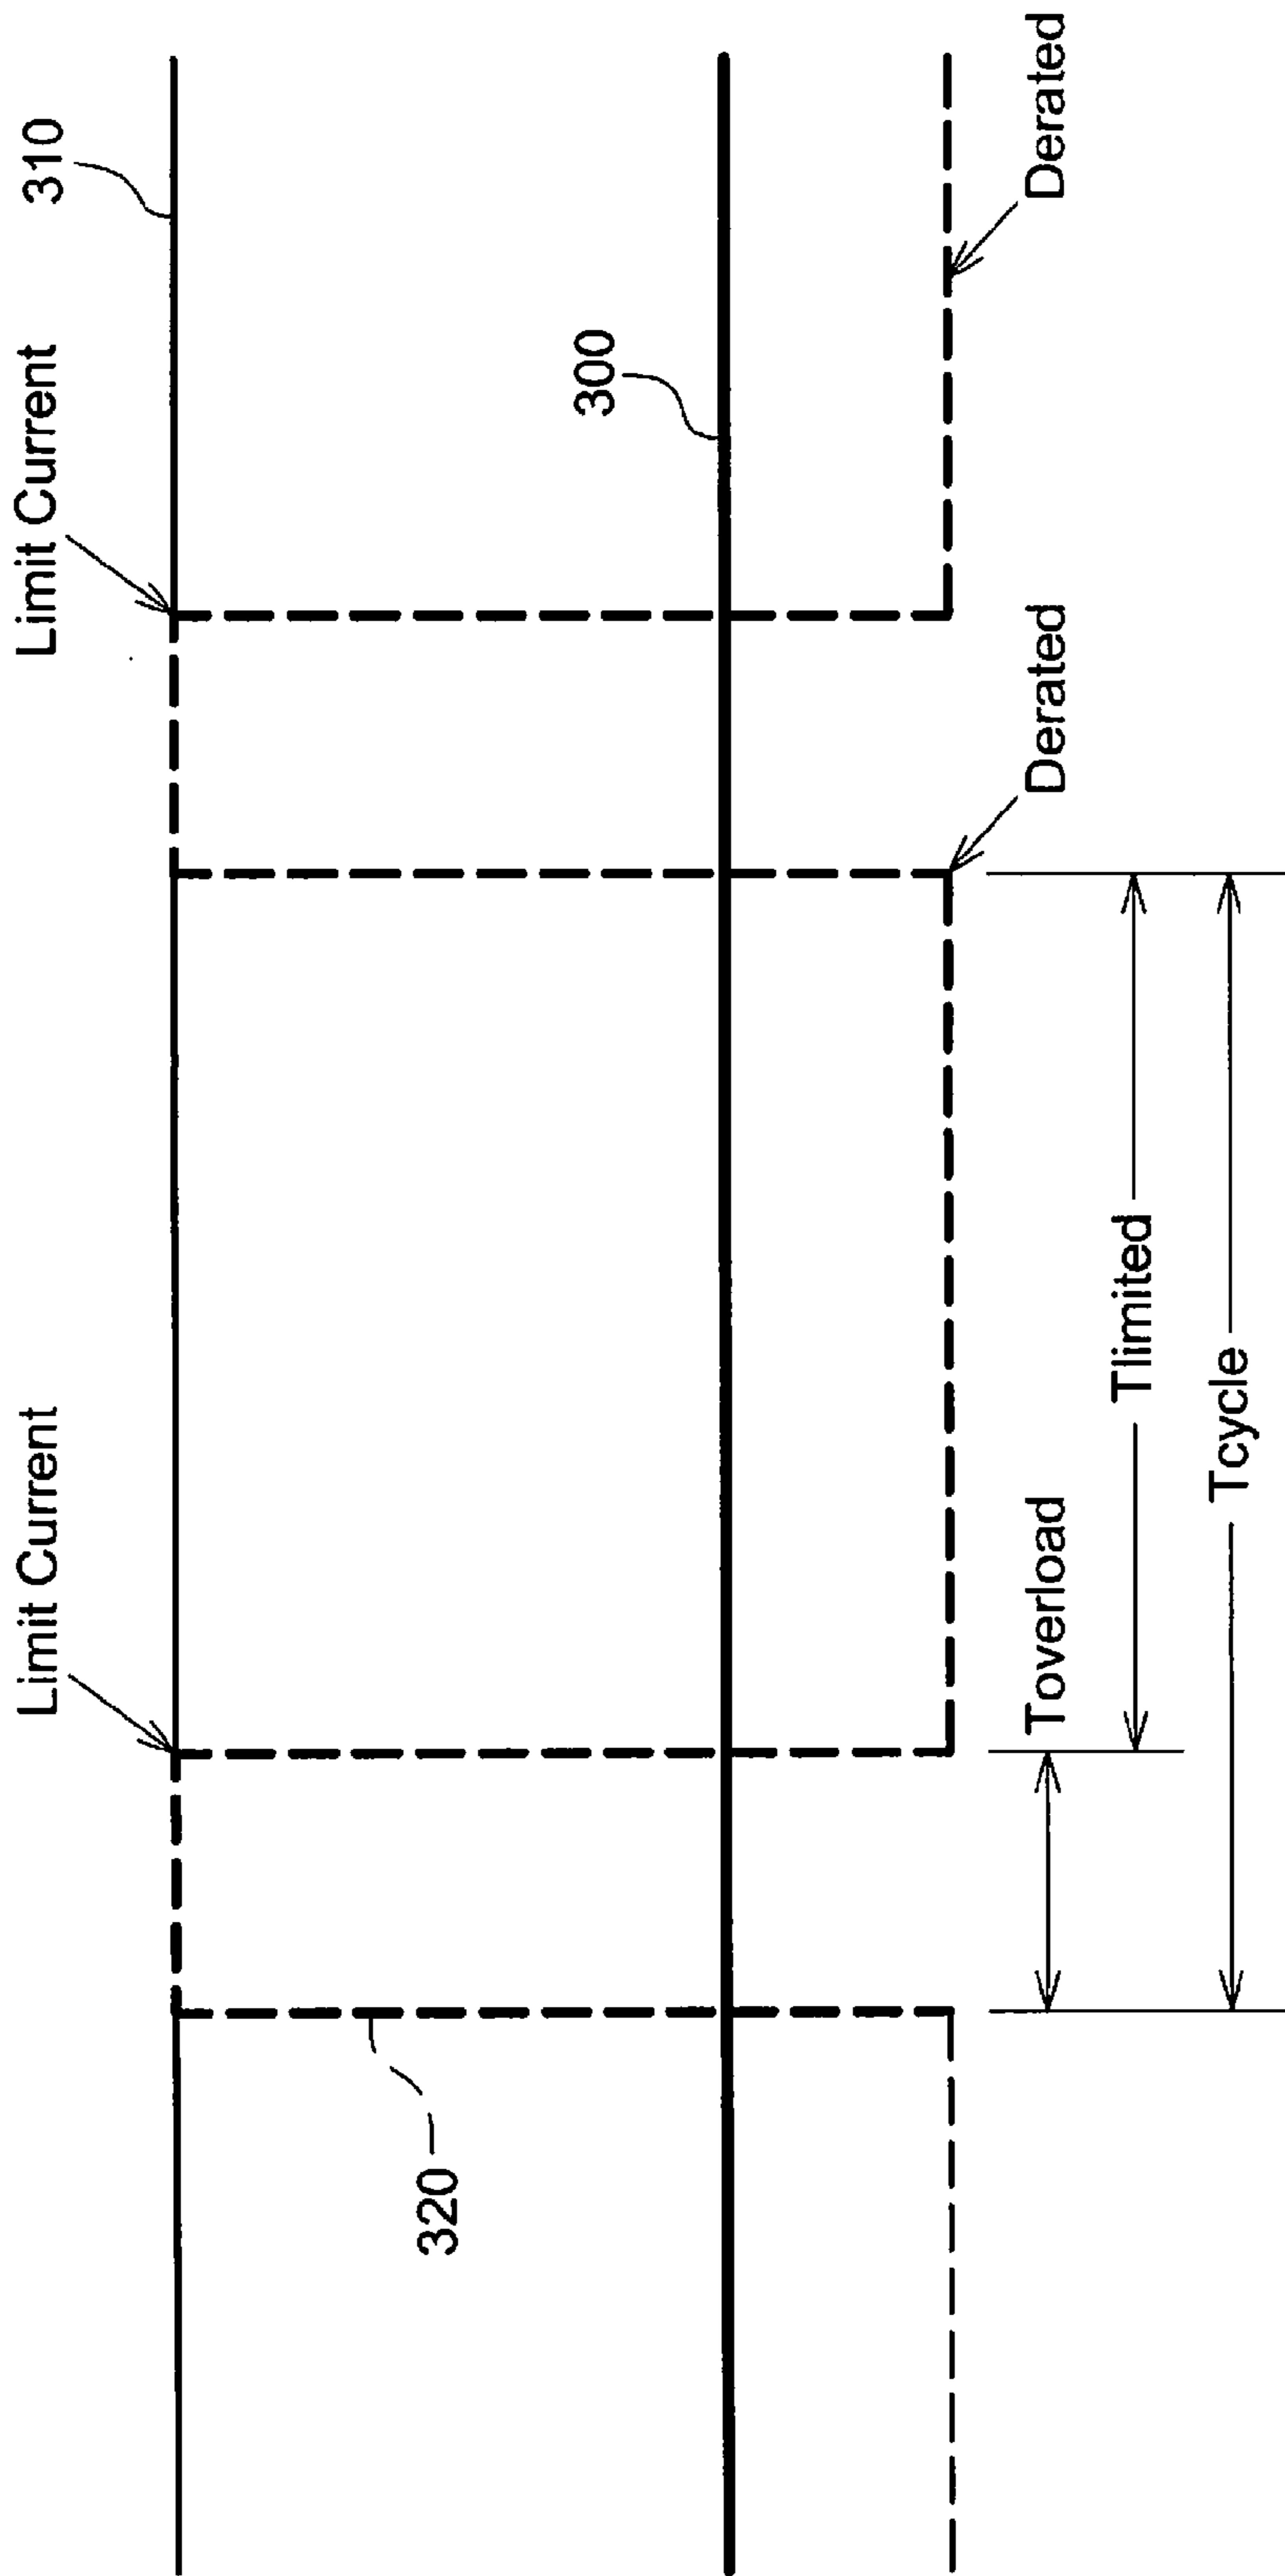 Limit Current
Limit Current
310
320
300
Derated
Derated
Toverload
Tlimited
Tcycle